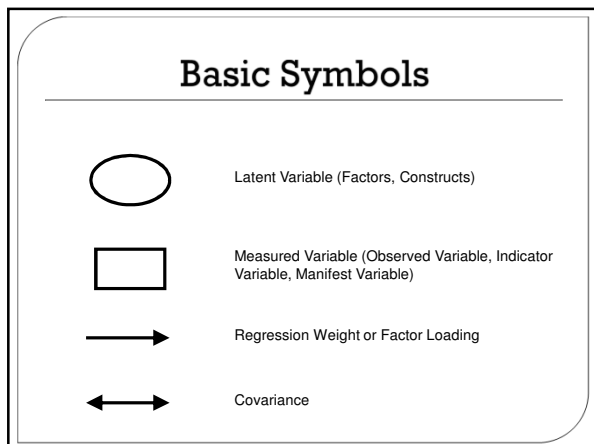 Basic Symbols
Latent Variable (Factors, Constructs)
Measured Variable (Observed Variable, Indicator
Variable, Manifest Variable)
Regression Weight or Factor Loading
Covariance